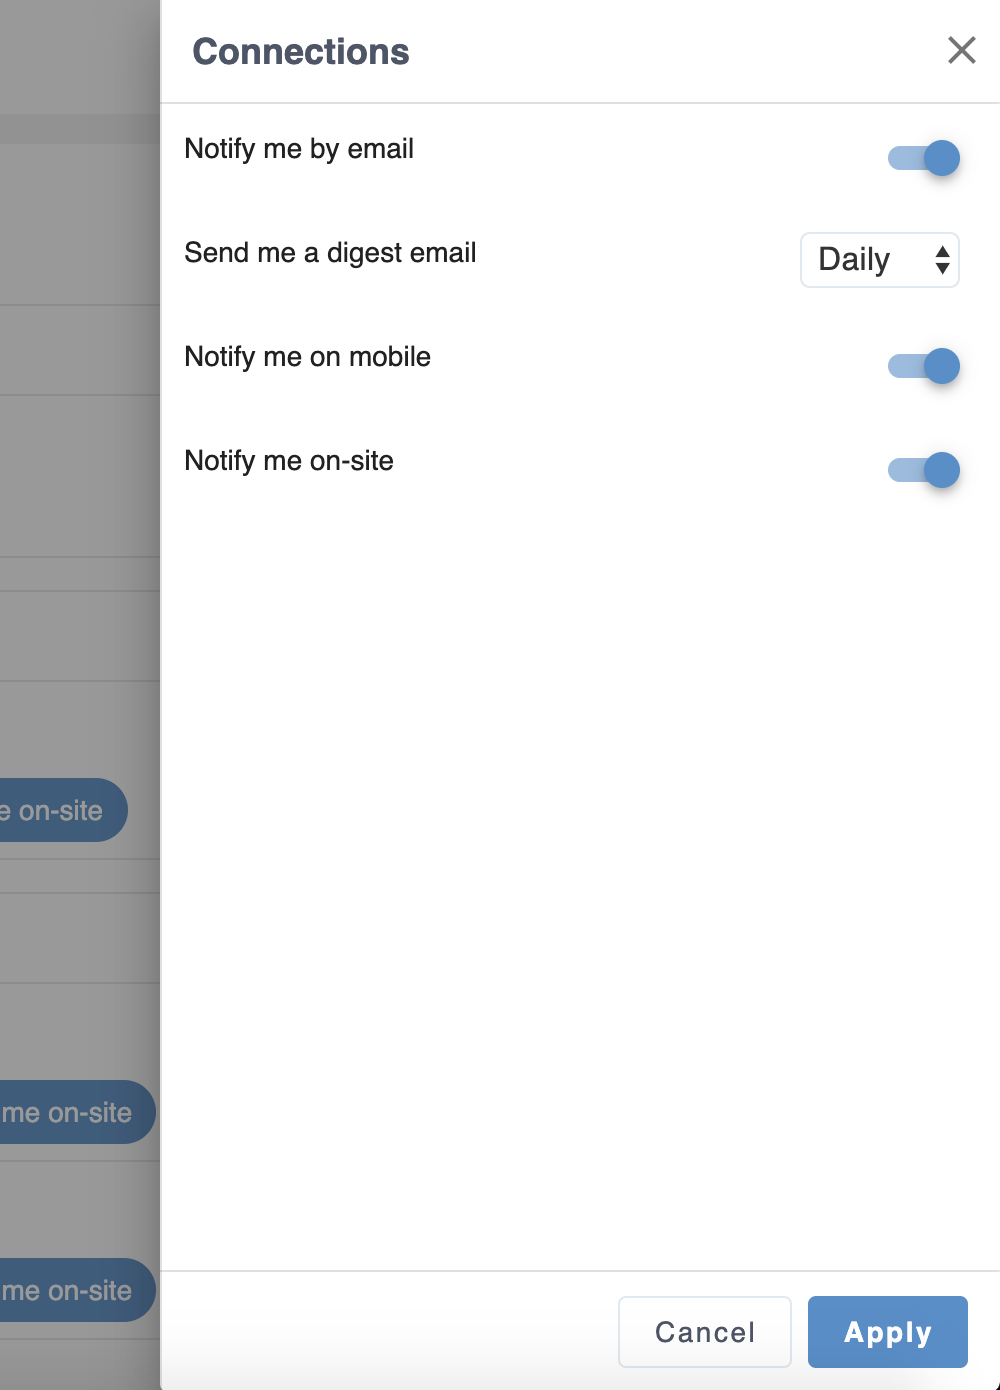 Connections
Notify me by email
Send me a digest email
Daily
Notify me on mobile
Notify me on-site
e on-site
me on-site
me on-site
Cancel
Apply